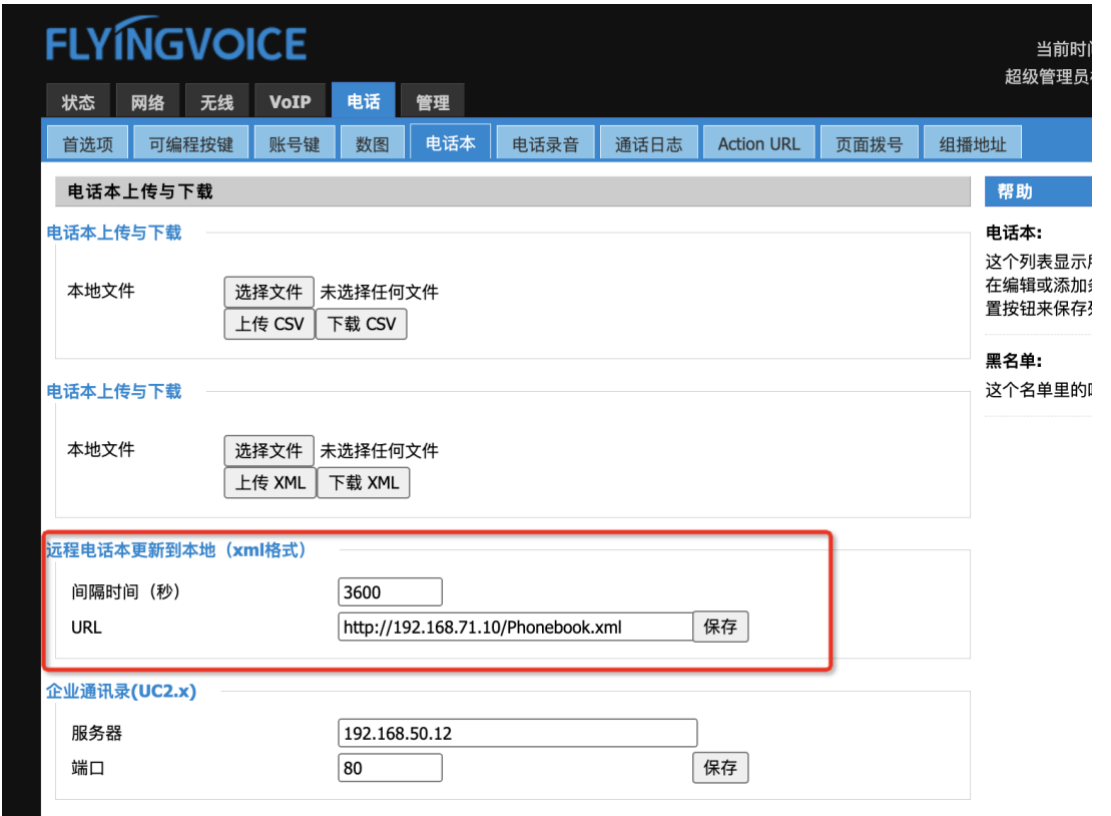 FLYINGVOICE
当前时间
超级管理员
状态 网络 无线 VoIP 电话 管理
首选项 可编程按键 账号键 数图 电话本 电话录音 通话日志 Action URL 页面拨号 组播地址
电话本上传与下载
电话本上传与下载
本地文件 选择文件 未选择任何文件
上传 CSV 下载 CSV
电话本上传与下载
本地文件 选择文件 未选择任何文件
上传 XML 下载 XML
远程电话本更新到本地（xml格式）
间隔时间（秒） 3600
URL http://192.168.71.10/Phonebook.xml 保存
企业通讯录(UC2.x)
服务器 192.168.50.12
端口 80 保存
帮助
电话本:
这个列表显示
在编辑或添加
置按钮来保存
黑名单:
这个名单里的